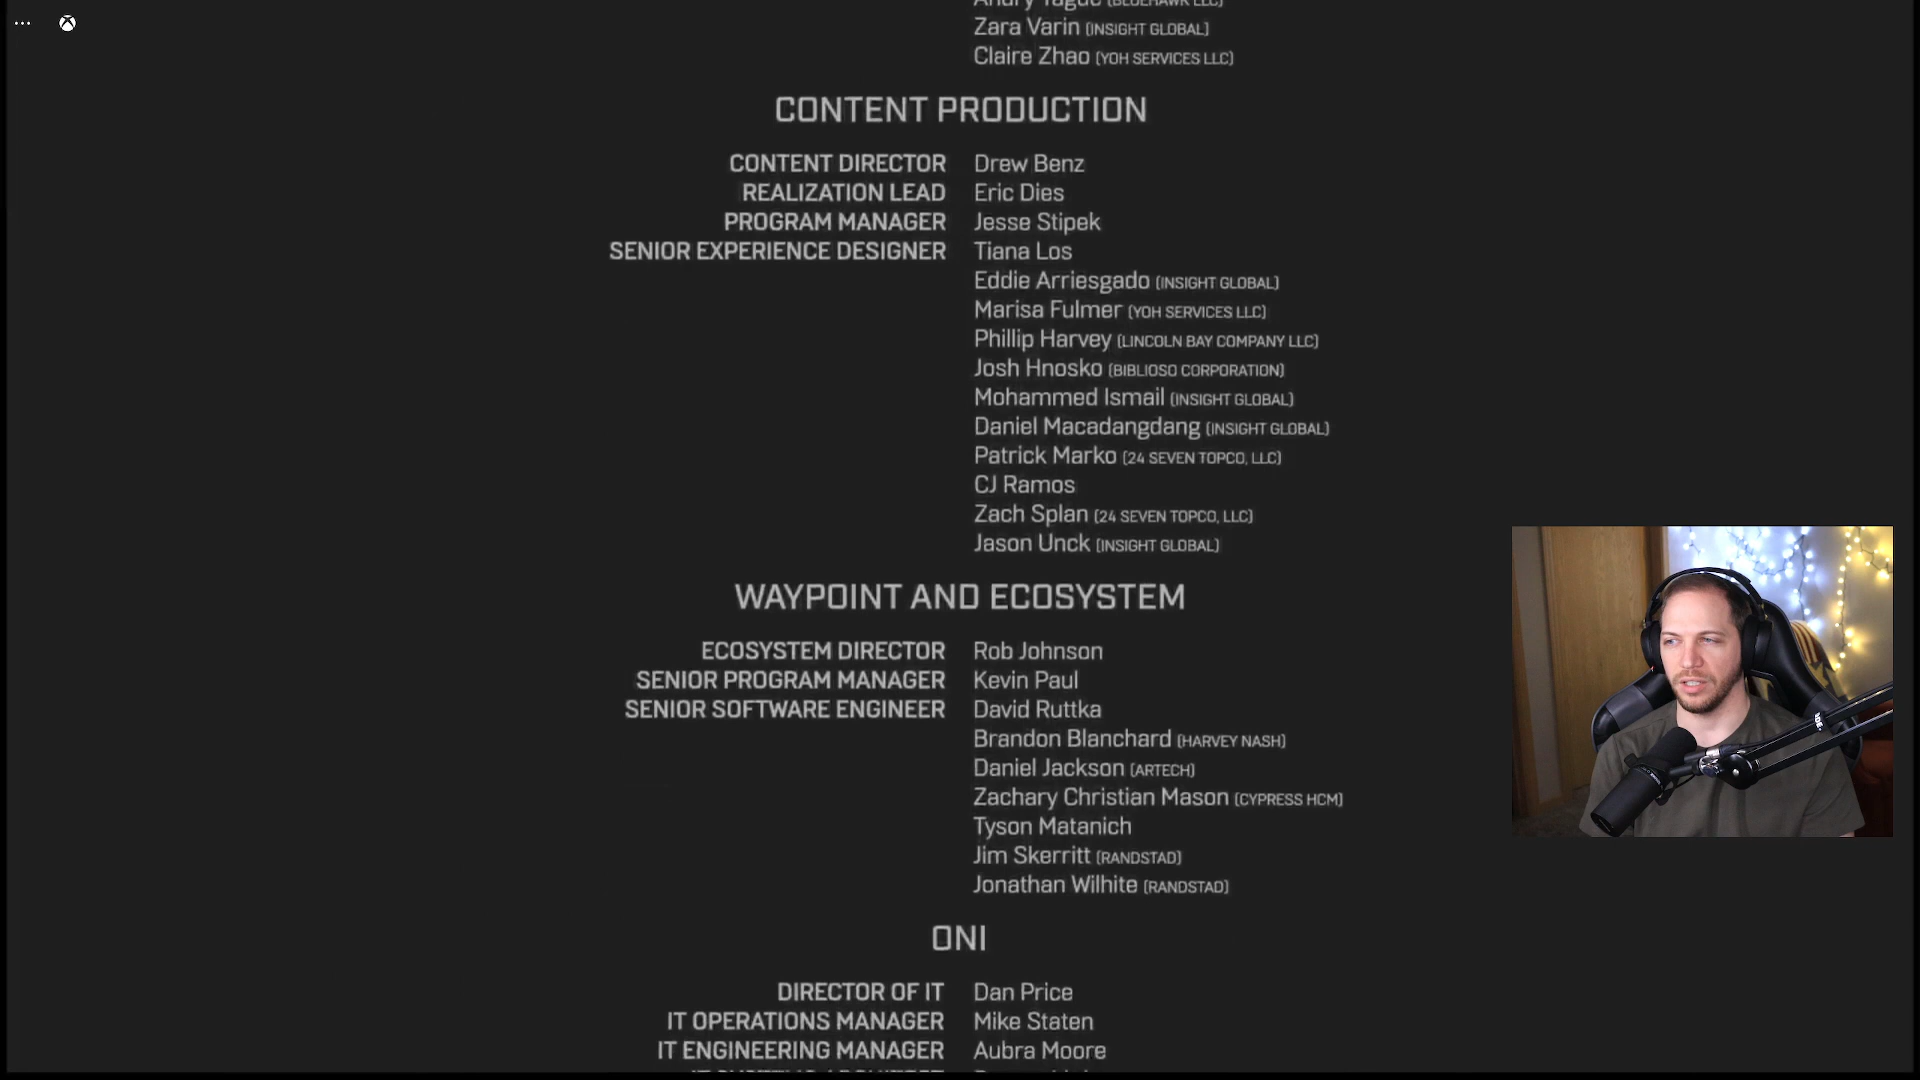 Zara Varin (INSIGHT GLOBAL)
Claire Zhao (YOH SERVICES LLC)
CONTENT PRODUCTION
CONTENT DIRECTOR Drew Benz
REALIZATION LEAD Eric Dies
PROGRAM MANAGER Jesse Stipek
SENIOR EXPERIENCE DESIGNER Tiana Los
Eddie Arriesgado (INSIGHT GLOBAL)
Marisa Fulmer (YOH SERVICES LLC)
Phillip Harvey (LINCOLN BAY COMPANY LLC)
Josh Hnosko (BIBLIOSO CORPORATION)
Mohammed Ismail (INSIGHT GLOBAL)
Daniel Macadangdang (INSIGHT GLOBAL)
Patrick Marko (24 SEVEN TOPCO, LLC)
CJ Ramos
Zach Splan (24 SEVEN TOPCO, LLC)
Jason Unck (INSIGHT GLOBAL)
WAYPOINT AND ECOSYSTEM
ECOSYSTEM DIRECTOR Rob Johnson
SENIOR PROGRAM MANAGER Kevin Paul
SENIOR SOFTWARE ENGINEER David Ruttka
Brandon Blanchard (HARVEY NASH)
Daniel Jackson (ARTECH)
Zachary Christian Mason (CYPRESS HCM)
Tyson Matanich
Jim Skerritt (RANDSTAD)
Jonathan Wilhite (RANDSTAD)
ONI
DIRECTOR OF IT Dan Price
IT OPERATIONS MANAGER Mike Staten
IT ENGINEERING MANAGER Aubra Moore